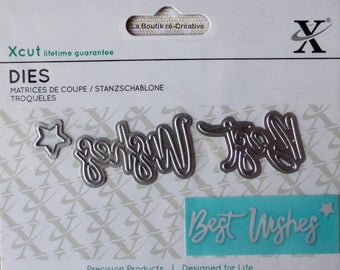 La Boutik ré-Créative
Xcut lifetime guarantee
X
DIES
MATRICES DE COUPE / STANZSCHABLONE
TROQUELES
Wishes Best
Best Wishes
Precision Products | Designed for Life